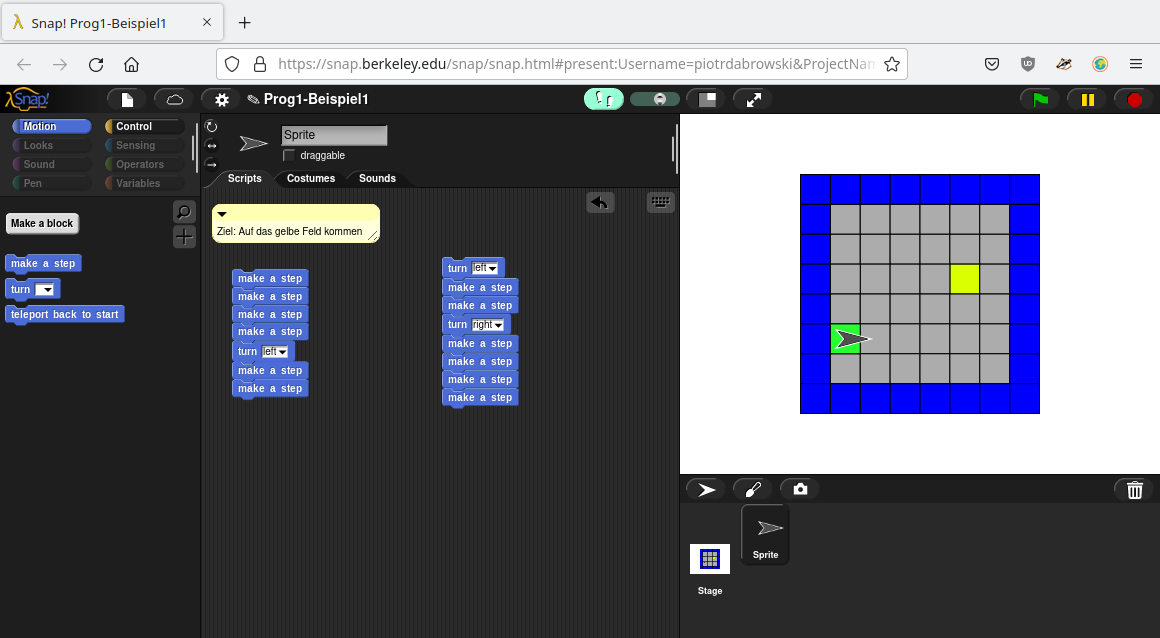 Snap! Prog1-Beispiel1
https://snap.berkeley.edu/snap/snap.html#present:Username=piotrdabrowski&ProjectNam
Snap!
Prog1-Beispiel1
Motion
Control
Looks
Sensing
Sound
Operators
Pen
Variables
Make a block
make a step
turn
teleport back to start
Sprite
draggable
Scripts
Costumes
Sounds
Ziel: Auf das gelbe Feld kommen
make a step
make a step
make a step
make a step
turn left
make a step
make a step
turn left
make a step
make a step
turn right
make a step
make a step
make a step
make a step
Sprite
Stage